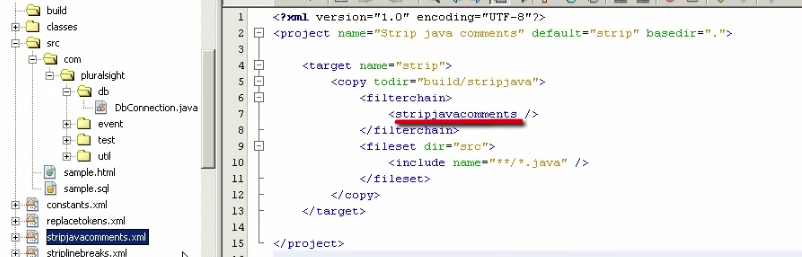 build
classes
src
com
pluralsight
db
DbConnection.java
event
test
util
sample.html
sample.sql
constants.xml
replacetokens.xml
stripjavacomments.xml
striplinebreaks.xml
1 <?xml version="1.0" encoding="UTF-8"?>
2 <project name="Strip java comments" default="strip" basedir=".">
3
4 <target name="strip">
5 <copy todir="build/stripjava">
6 <filterchain>
7 <stripjavacomments />
8 </filterchain>
9 <fileset dir="src">
10 <include name="**/*.java" />
11 </fileset>
12 </copy>
13 </target>
14
15 </project>